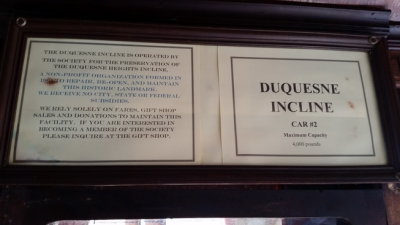 THE DUQUESNE INCLINE IS OPERATED BY
THE SOCIETY FOR THE PRESERVATION OF
THE DUQUESNE HEIGHTS INCLINE,
A NON-PROFIT ORGANIZATION FORMED IN
TO REPAIR, RE-OPEN, AND MAINTAIN
THIS HISTORIC LANDMARK.
WE RECEIVE NO CITY, STATE OR FEDERAL
SUBSIDIES.
WE RELY SOLELY ON FARES, GIFT SHOP
SALES AND DONATIONS TO MAINTAIN THIS
FACILITY. IF YOU ARE INTERESTED IN
BECOMING A MEMBER OF THE SOCIETY
PLEASE INQUIRE AT THE GIFT SHOP.
DUQUESNE
INCLINE
CAR #2
Maximum Capacity
4,000 pounds